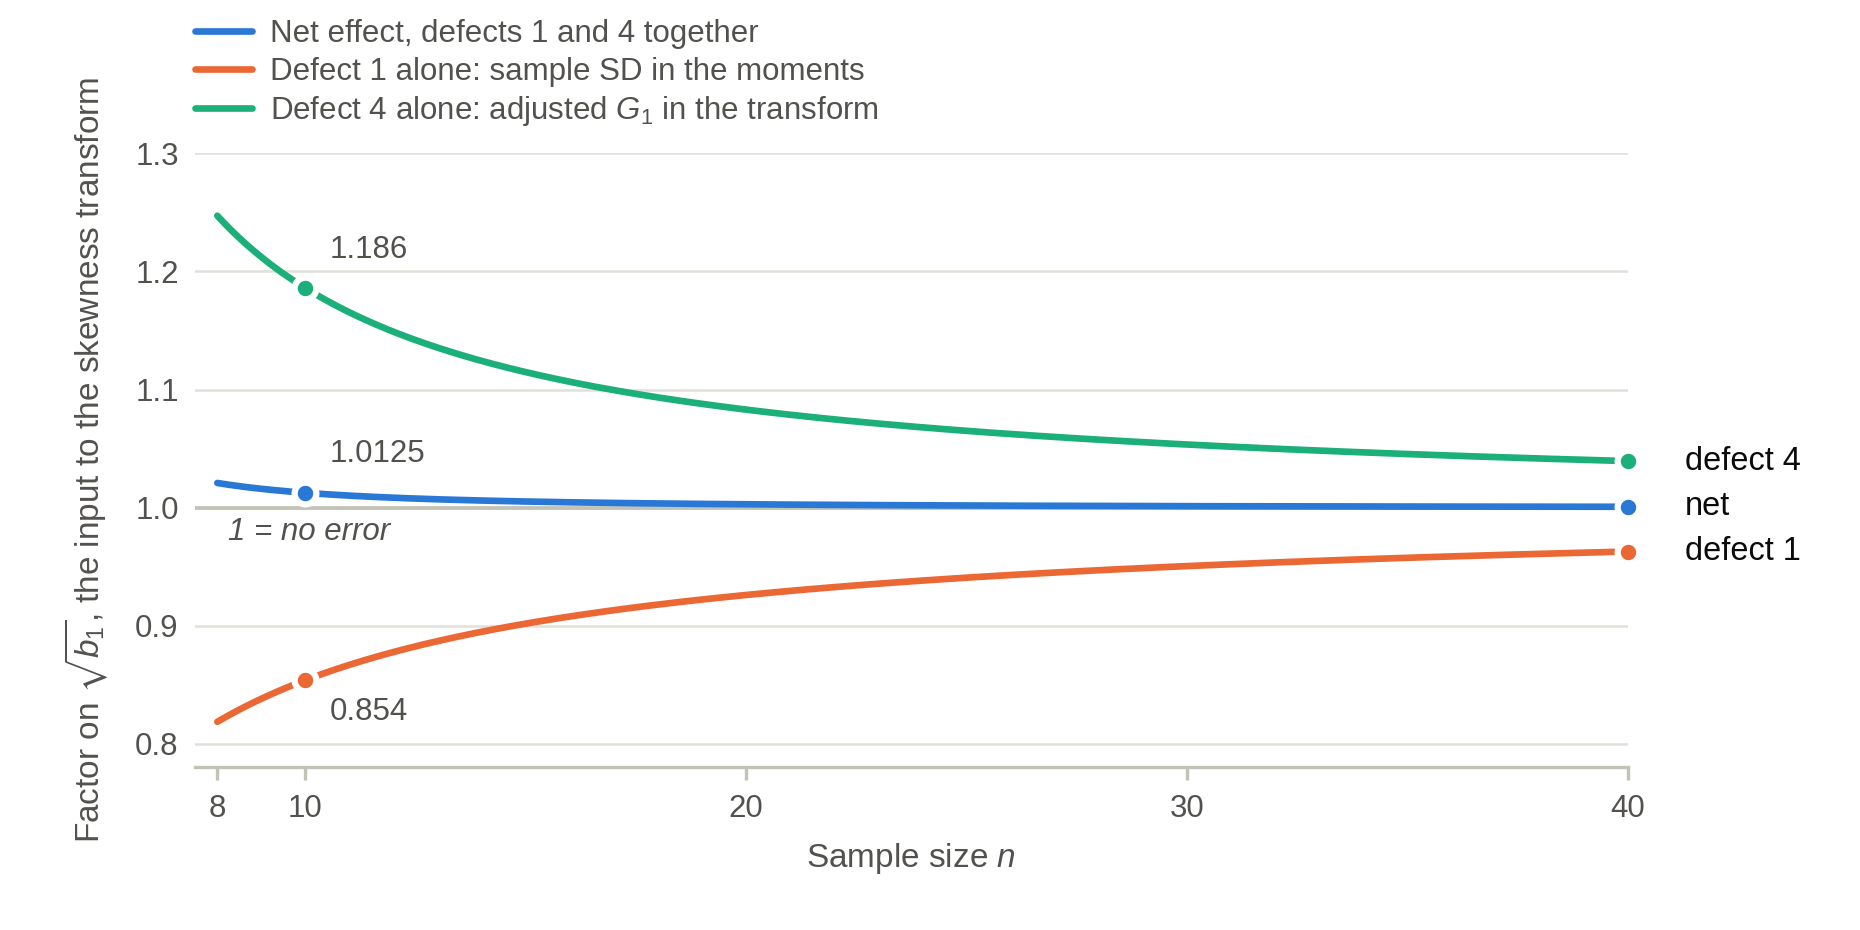 Net effect, defects 1 and 4 together
Defect 1 alone: sample SD in the moments
Defect 4 alone: adjusted G₁ in the transform
Factor on √b₁, the input to the skewness transform
1.3
1.2
1.1
1.0
0.9
0.8
1.186
1.0125
1 = no error
0.854
defect 4
net
defect 1
8
10
20
30
40
Sample size n